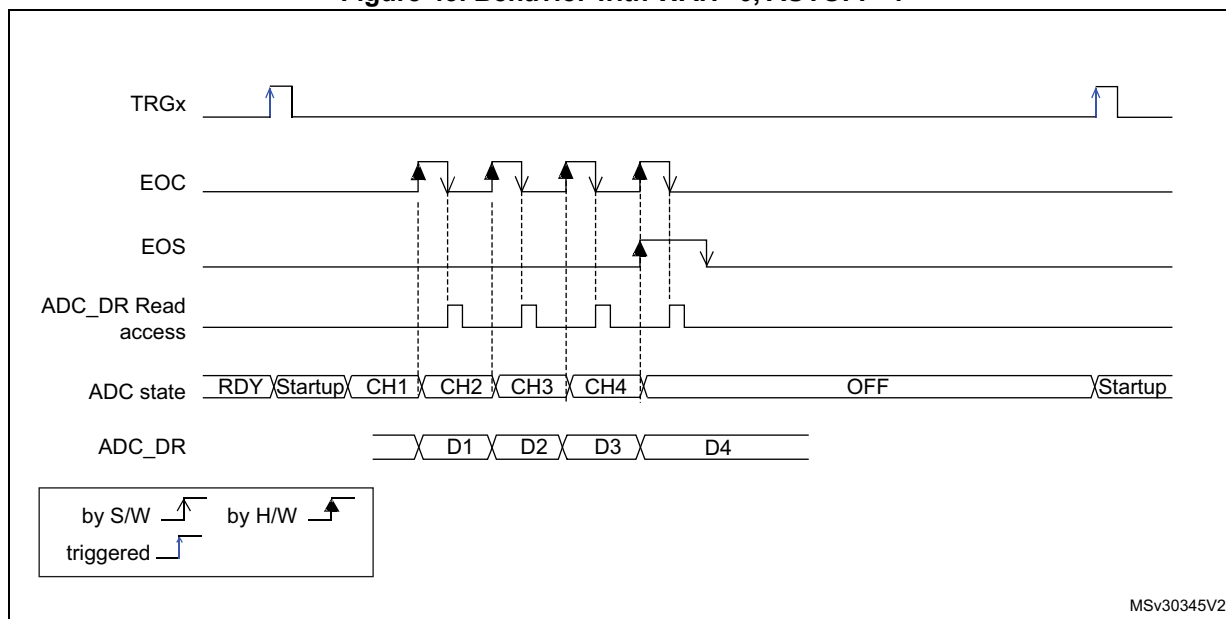 TRGx
EOC
EOS
ADC_DR Read
access
ADC state RDY Startup CH1 CH2 CH3 CH4 OFF Startup
ADC_DR D1 D2 D3 D4
by S/W by H/W
triggered
MSv30345V2